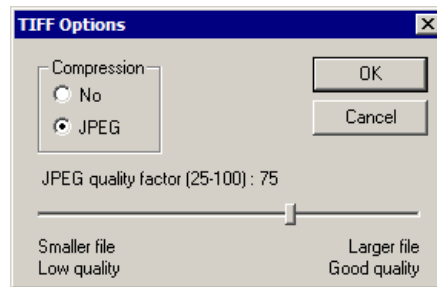 TIFF Options
Compression
No
JPEG
OK
Cancel
JPEG quality factor (25-100) : 75
Smaller file
Low quality
Larger file
Good quality